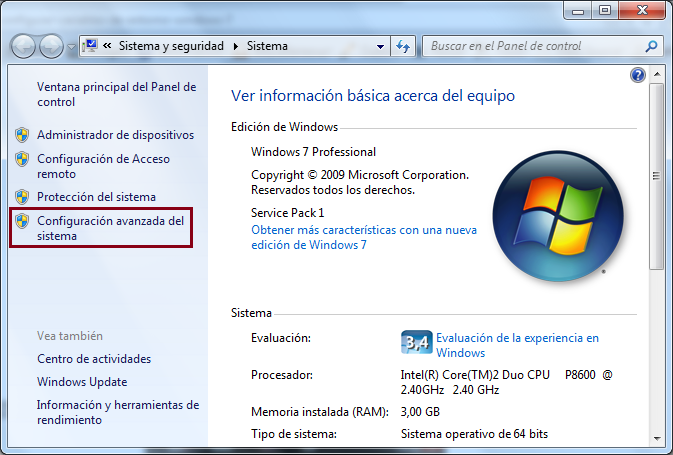 Sistema y seguridad
Sistema
Buscar en el Panel de control
Ventana principal del Panel de
control
Administrador de dispositivos
Configuración de Acceso
remoto
Protección del sistema
Configuración avanzada del
sistema
Vea también
Centro de actividades
Windows Update
Información y herramientas de
rendimiento
Ver información básica acerca del equipo
Edición de Windows
Windows 7 Professional
Copyright © 2009 Microsoft Corporation.
Reservados todos los derechos.
Service Pack 1
Obtener más características con una nueva
edición de Windows 7
Sistema
Evaluación:
3,4
Evaluación de la experiencia en
Windows
Procesador:
Intel(R) Core(TM)2 Duo CPU P8600 @
2.40GHz 2.40 GHz
Memoria instalada (RAM):
3,00 GB
Tipo de sistema:
Sistema operativo de 64 bits